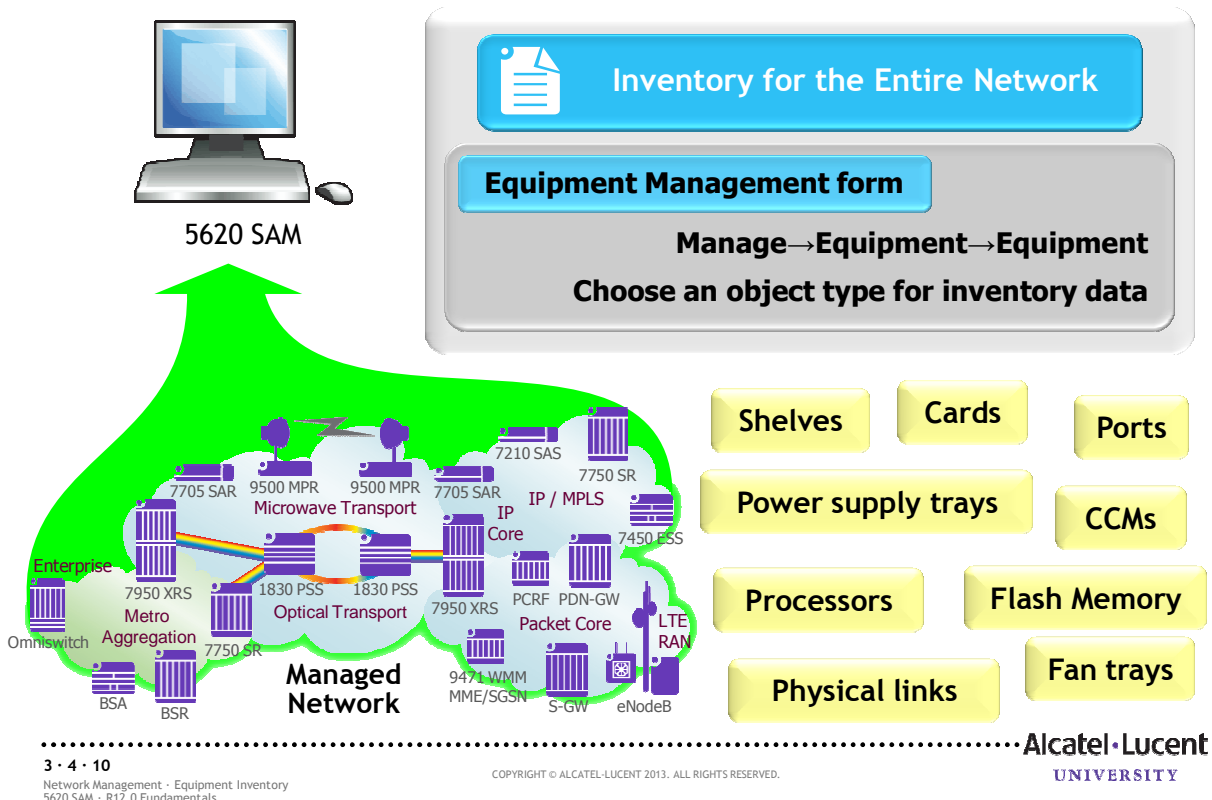 Inventory for the Entire Network
Equipment Management form
Manage→Equipment→Equipment
Choose an object type for inventory data
5620 SAM
Shelves
Cards
Ports
Power supply trays
CCMs
Processors
Flash Memory
Fan trays
Physical links
7705 SAR
9500 MPR
9500 MPR
7705 SAR
7210 SAS
7750 SR
Microwave Transport
IP / MPLS
IP
Core
7450 ESS
Enterprise
7950 XRS
1830 PSS
1830 PSS
7950 XRS
PCRF
PDN-GW
Omniswitch
Metro
Aggregation
7750 SR
Optical Transport
Packet Core
LTE
RAN
BSA
BSR
Managed
Network
9471 WMM
MME/SGSN
S-GW
eNodeB
3 · 4 · 10
Network Management · Equipment Inventory
5620 SAM · R12.0 Fundamentals
COPYRIGHT © ALCATEL-LUCENT 2013. ALL RIGHTS RESERVED.
Alcatel·Lucent
UNIVERSITY